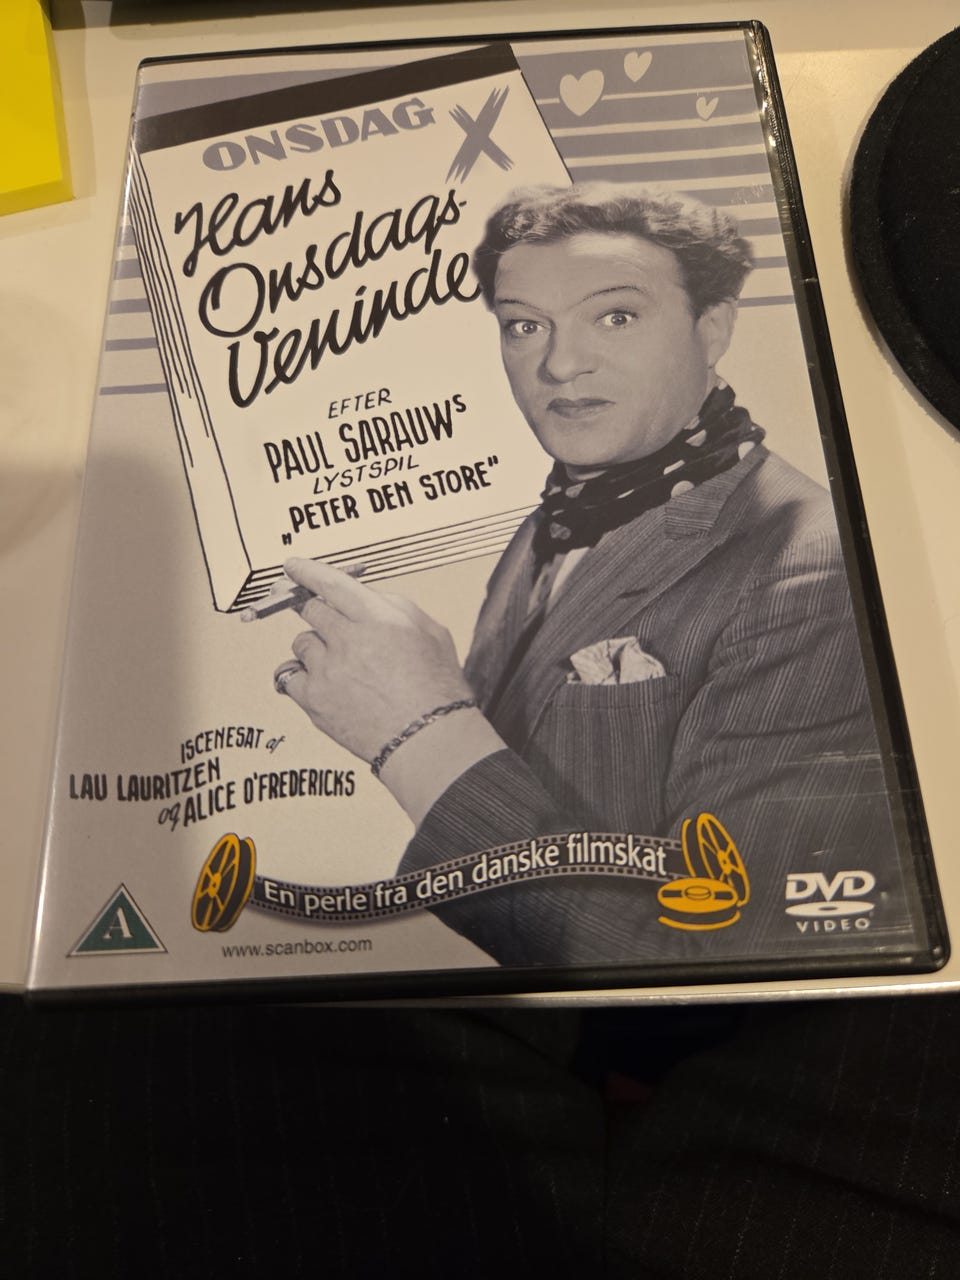 ONSDAG X
Hans
Onsdags-
Veninde
EFTER
PAUL SARAUWs
LYSTSPIL
„PETER DEN STORE"
ISCENESAT af
LAU LAURITZEN
og ALICE O'FREDERICKS
En perle fra den danske filmskat
A
www.scanbox.com
DVD
VIDEO